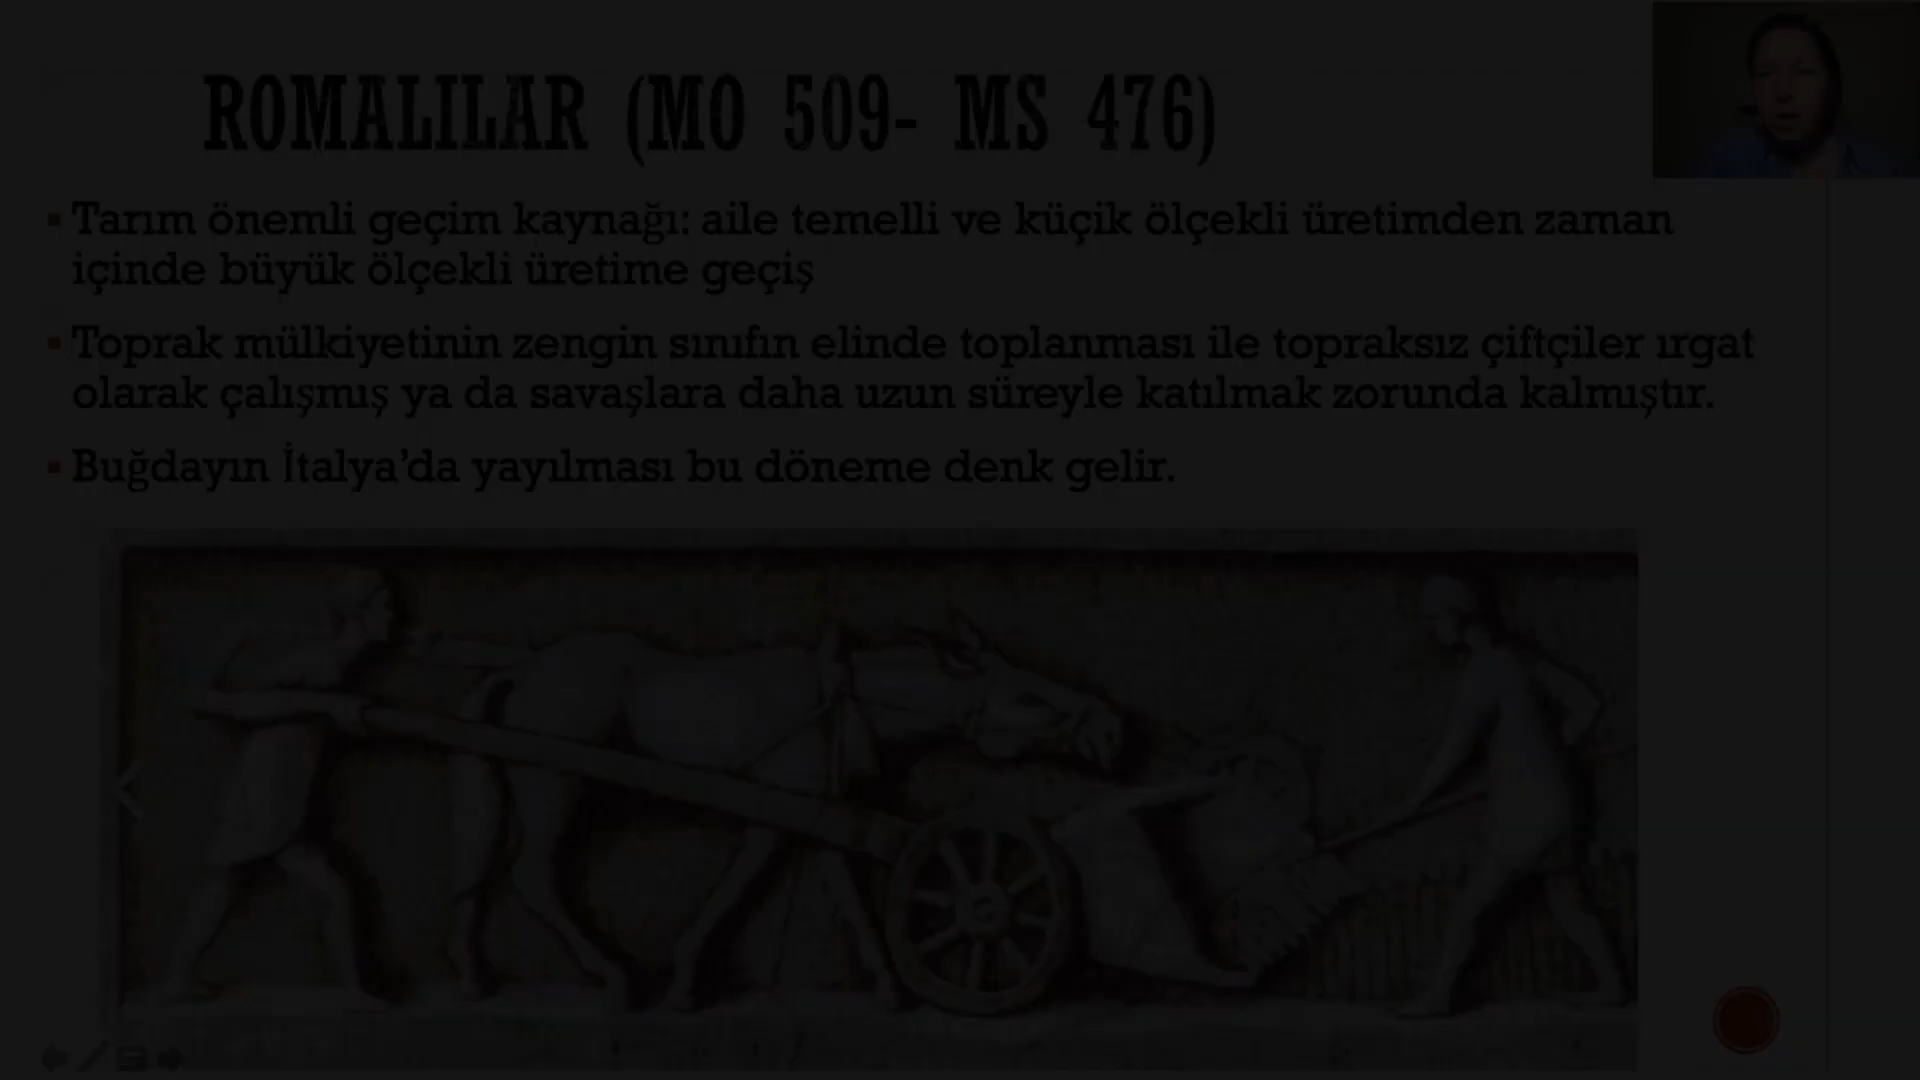 ROMALILAR (MO 509- MS 476)
Tarım önemli geçim kaynağı: aile temelli ve küçik ölçekli üretimden zaman
içinde büyük ölçekli üretime geçiş
Toprak mülkiyetinin zengin sınıfın elinde toplanması ile topraksız çiftçiler ırgat
olarak çalışmış ya da savaşlara daha uzun süreyle katılmak zorunda kalmıştır.
Buğdayın İtalya’da yayılması bu döneme denk gelir.